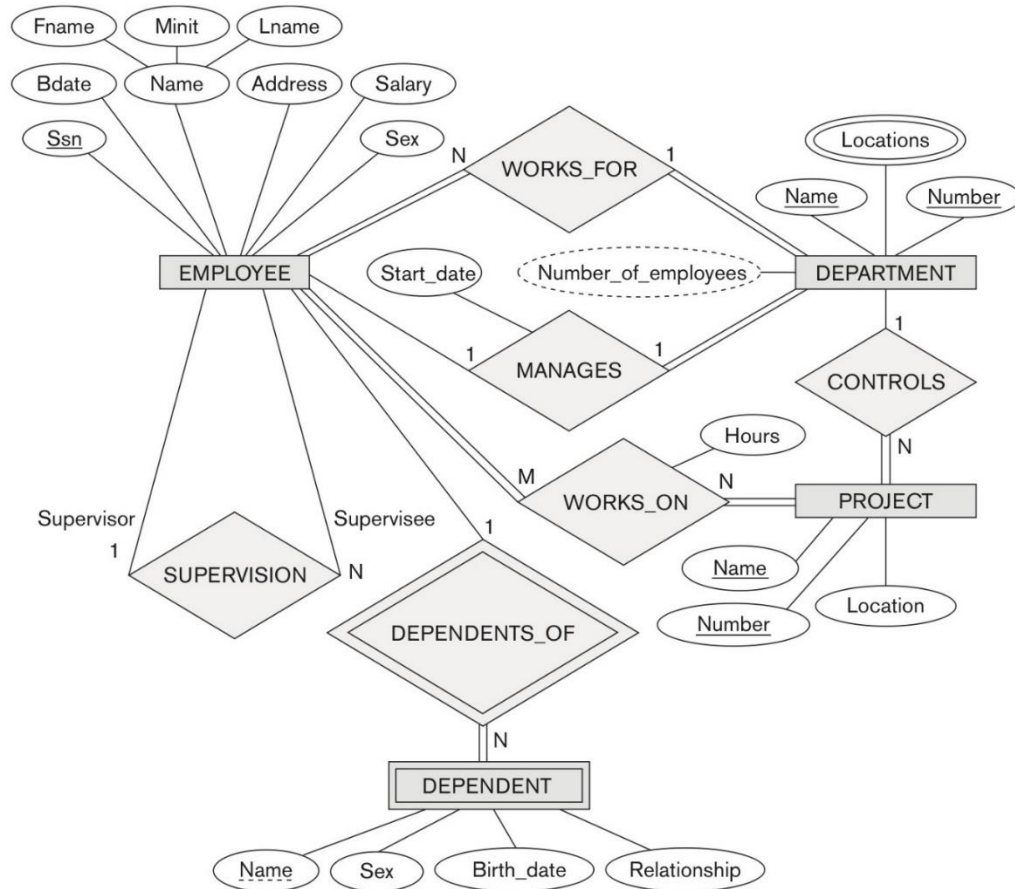 Fname
Minit
Lname
Bdate
Name
Address
Salary
Ssn
Sex
N
WORKS_FOR
1
Locations
Name
Number
EMPLOYEE
Start_date
Number_of_employees
DEPARTMENT
1
MANAGES
1
1
CONTROLS
N
Hours
M
WORKS_ON
N
PROJECT
Supervisor
Supervisee
1
1
SUPERVISION
N
Name
Number
Location
DEPENDENTS_OF
N
DEPENDENT
Name
Sex
Birth_date
Relationship